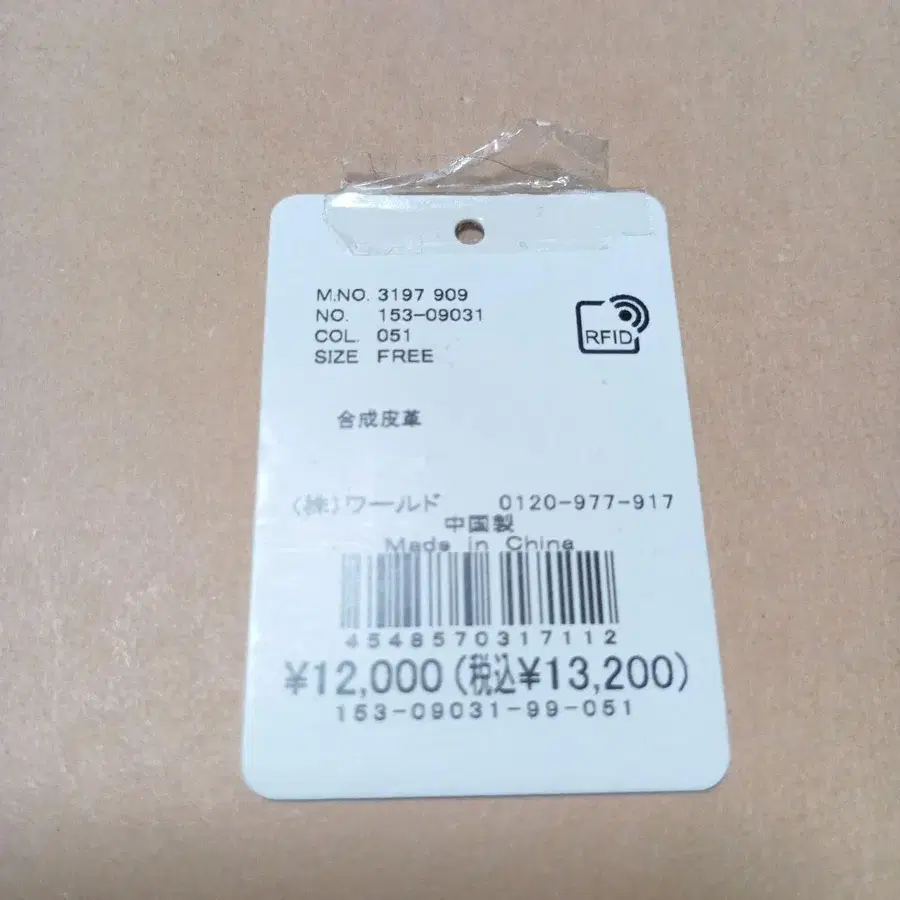 M.NO. 3197 909
NO. 153-09031
COL. 051
SIZE FREE
RFID
合成皮革
(株)ワールド 0120-977-917
中国製
Made in China
4548570317112
¥12,000(税込¥13,200)
153-09031-99-051